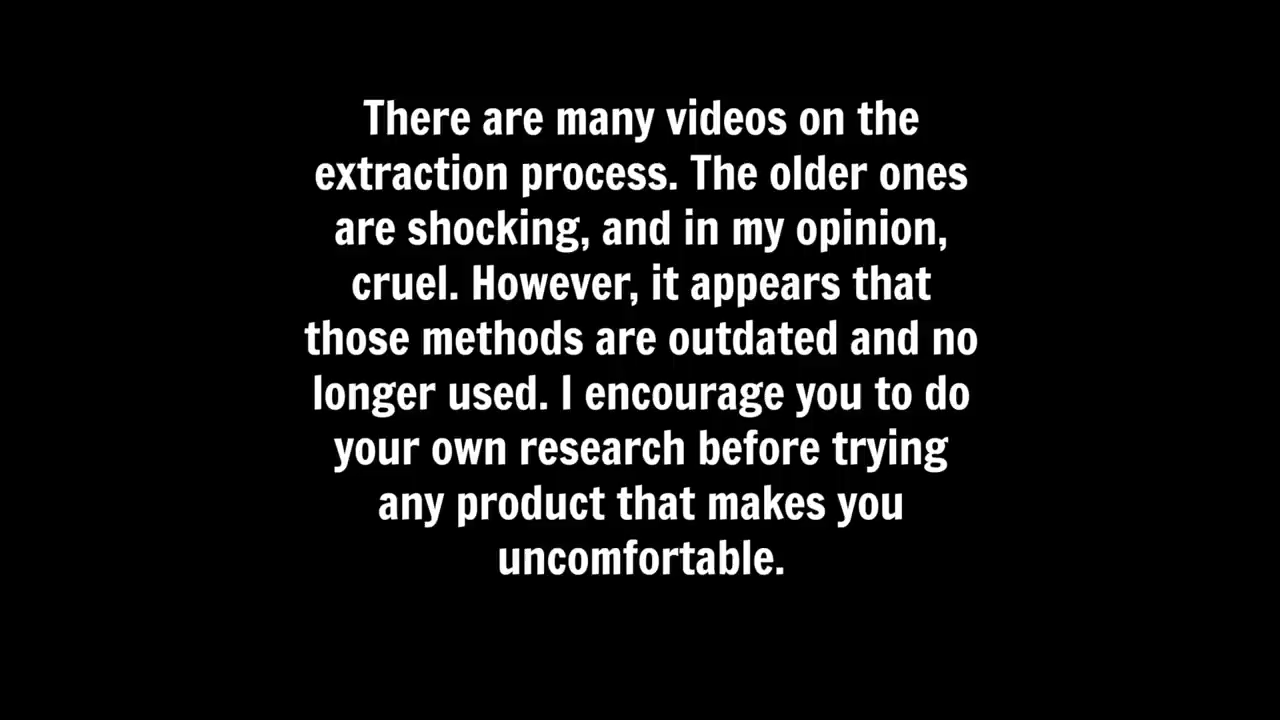 There are many videos on the
extraction process. The older ones
are shocking, and in my opinion,
cruel. However, it appears that
those methods are outdated and no
longer used. I encourage you to do
your own research before trying
any product that makes you
uncomfortable.